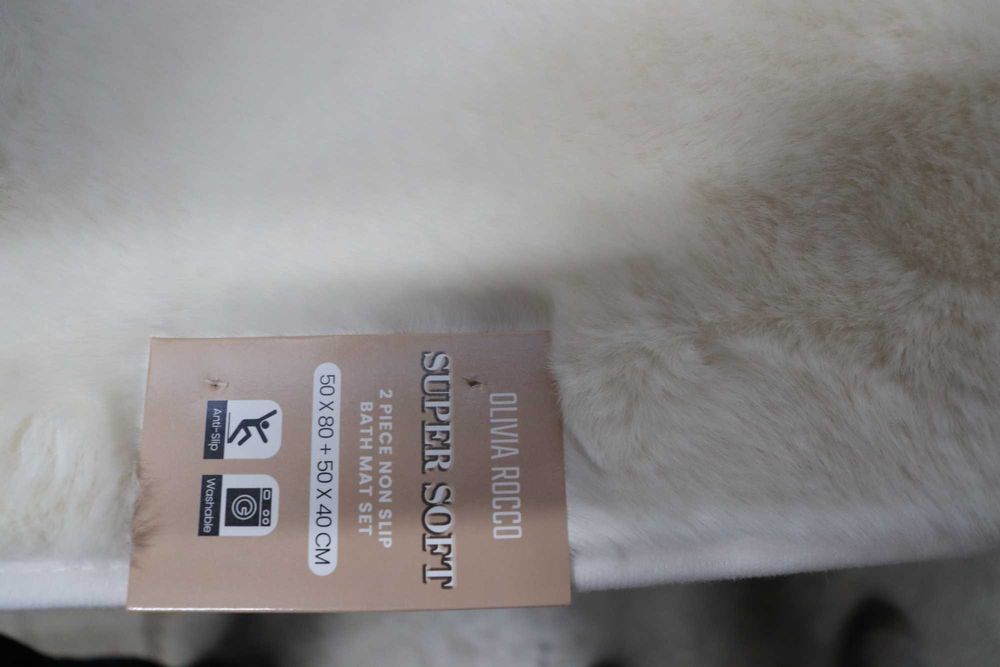 OLIVIA ROCCO
SUPER SOFT
2 PIECE NON SLIP
BATH MAT SET
50 X 80 + 50 X 40 CM
Anti-Slip
Washable